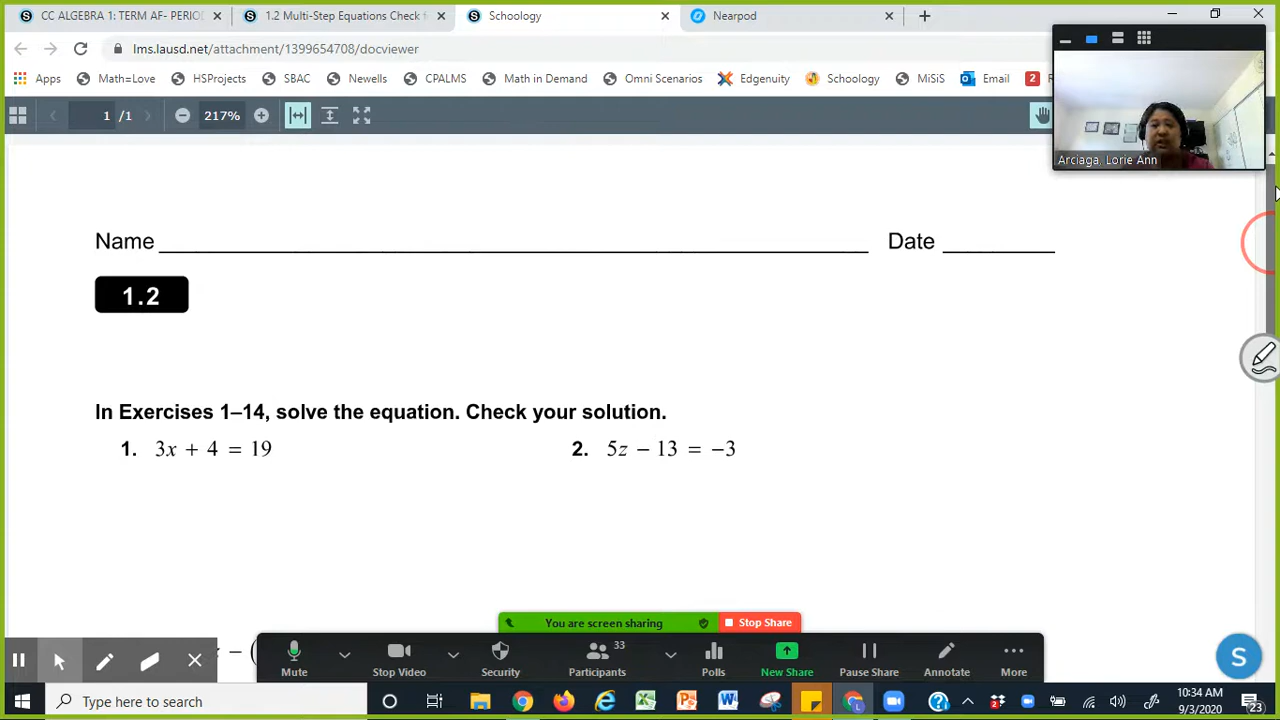 CC ALGEBRA 1: TERM AF- PERIOD
1.2 Multi-Step Equations Check f
Schoology
Nearpod
lms.lausd.net/attachment/1399654708/docviewer
Apps
Math=Love
HSProjects
SBAC
Newells
CPALMS
Math in Demand
Omni Scenarios
Edgenuity
Schoology
MiSiS
Email
1 /1
217%
Arciaga, Lorie Ann
Name Date
1.2
In Exercises 1–14, solve the equation. Check your solution.
1. 3x + 4 = 19
2. 5z − 13 = −3
− (
You are screen sharing
Stop Share
Mute
Stop Video
Security
33
Participants
Polls
New Share
Pause Share
Annotate
More
S
Type here to search
10:34 AM
9/3/2020
23